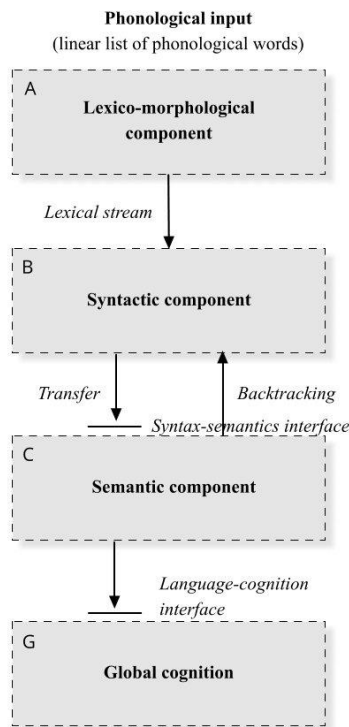 Phonological input
(linear list of phonological words)
A
Lexico-morphological
component
Lexical stream
B
Syntactic component
Transfer
Backtracking
Syntax-semantics interface
C
Semantic component
Language-cognition
interface
G
Global cognition